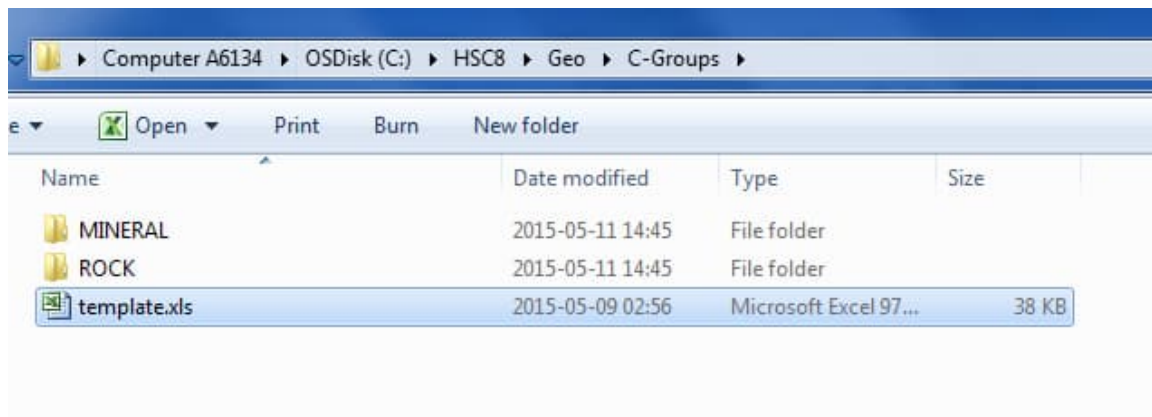 Computer A6134 OSDisk (C:) HSC8 Geo C-Groups
e Open Print Burn New folder
Name Date modified Type Size
MINERAL 2015-05-11 14:45 File folder
ROCK 2015-05-11 14:45 File folder
template.xls 2015-05-09 02:56 Microsoft Excel 97... 38 KB